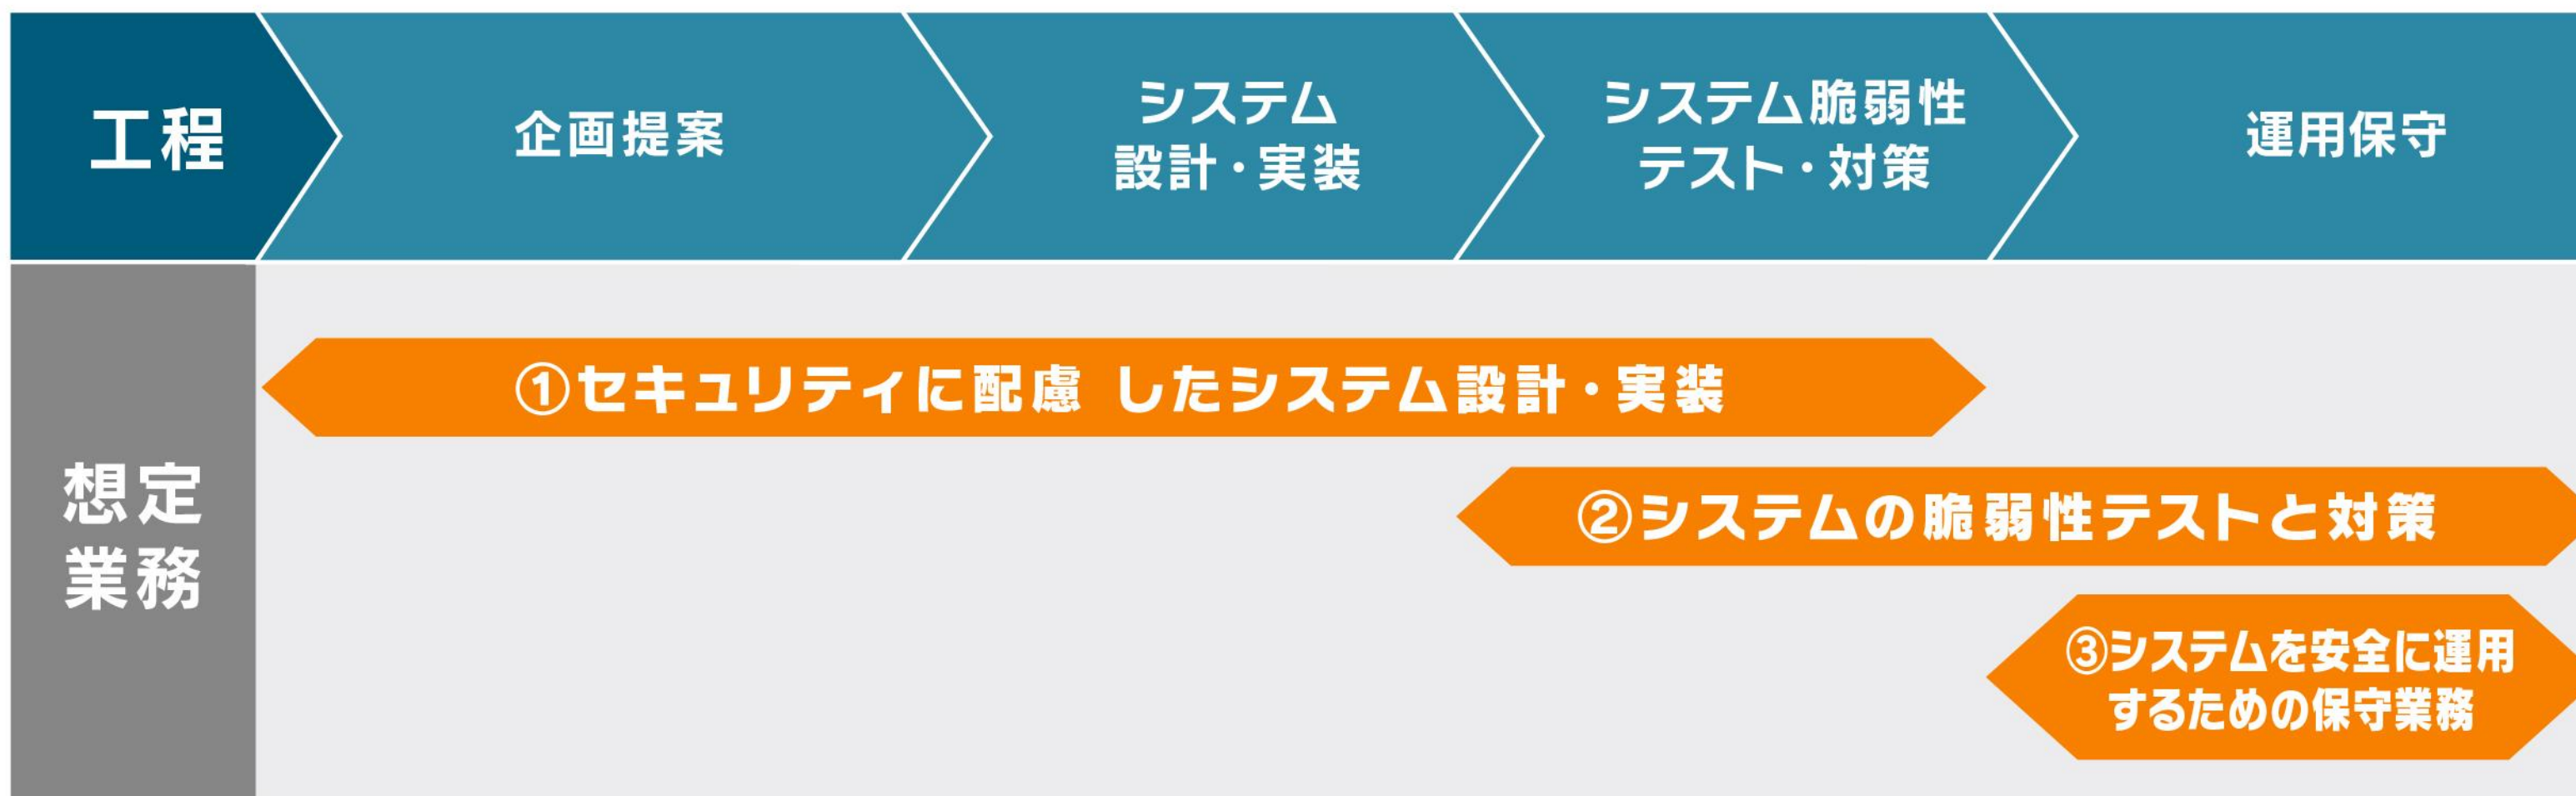 工程
企画提案
システム
設計・実装
システム脆弱性
テスト・対策
運用保守
想定
業務
①セキュリティに配慮 したシステム設計・実装
②システムの脆弱性テストと対策
③システムを安全に運用
するための保守業務